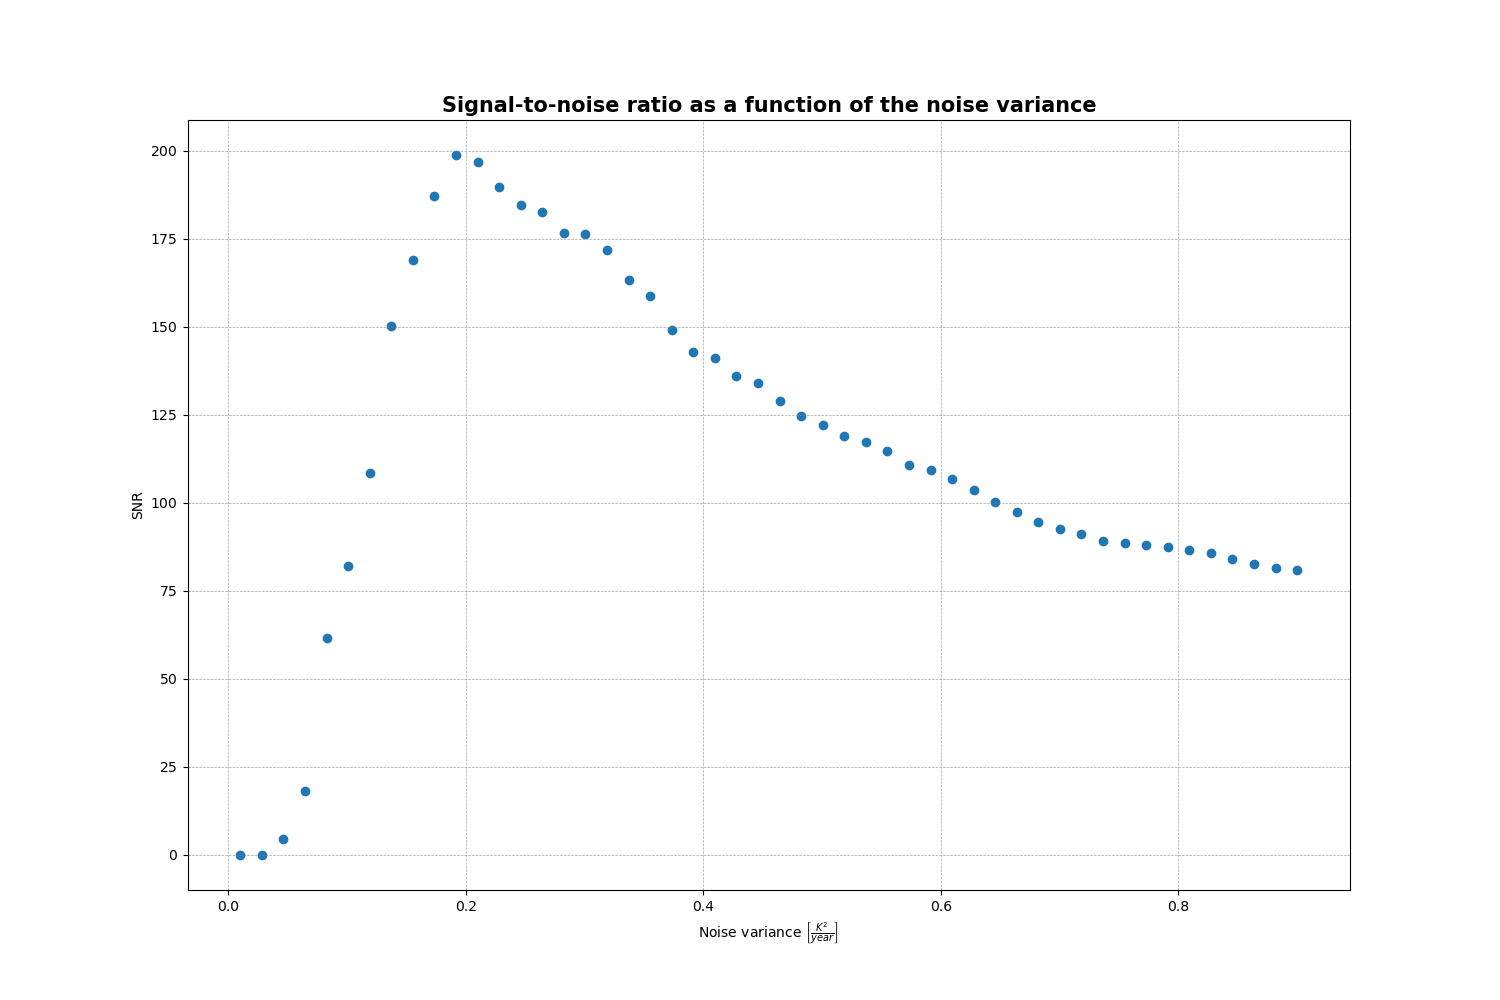 Signal-to-noise ratio as a function of the noise variance
200
175
150
125
100
75
50
25
0
SNR
0.0 0.2 0.4 0.6 0.8
Noise variance [K²/year]